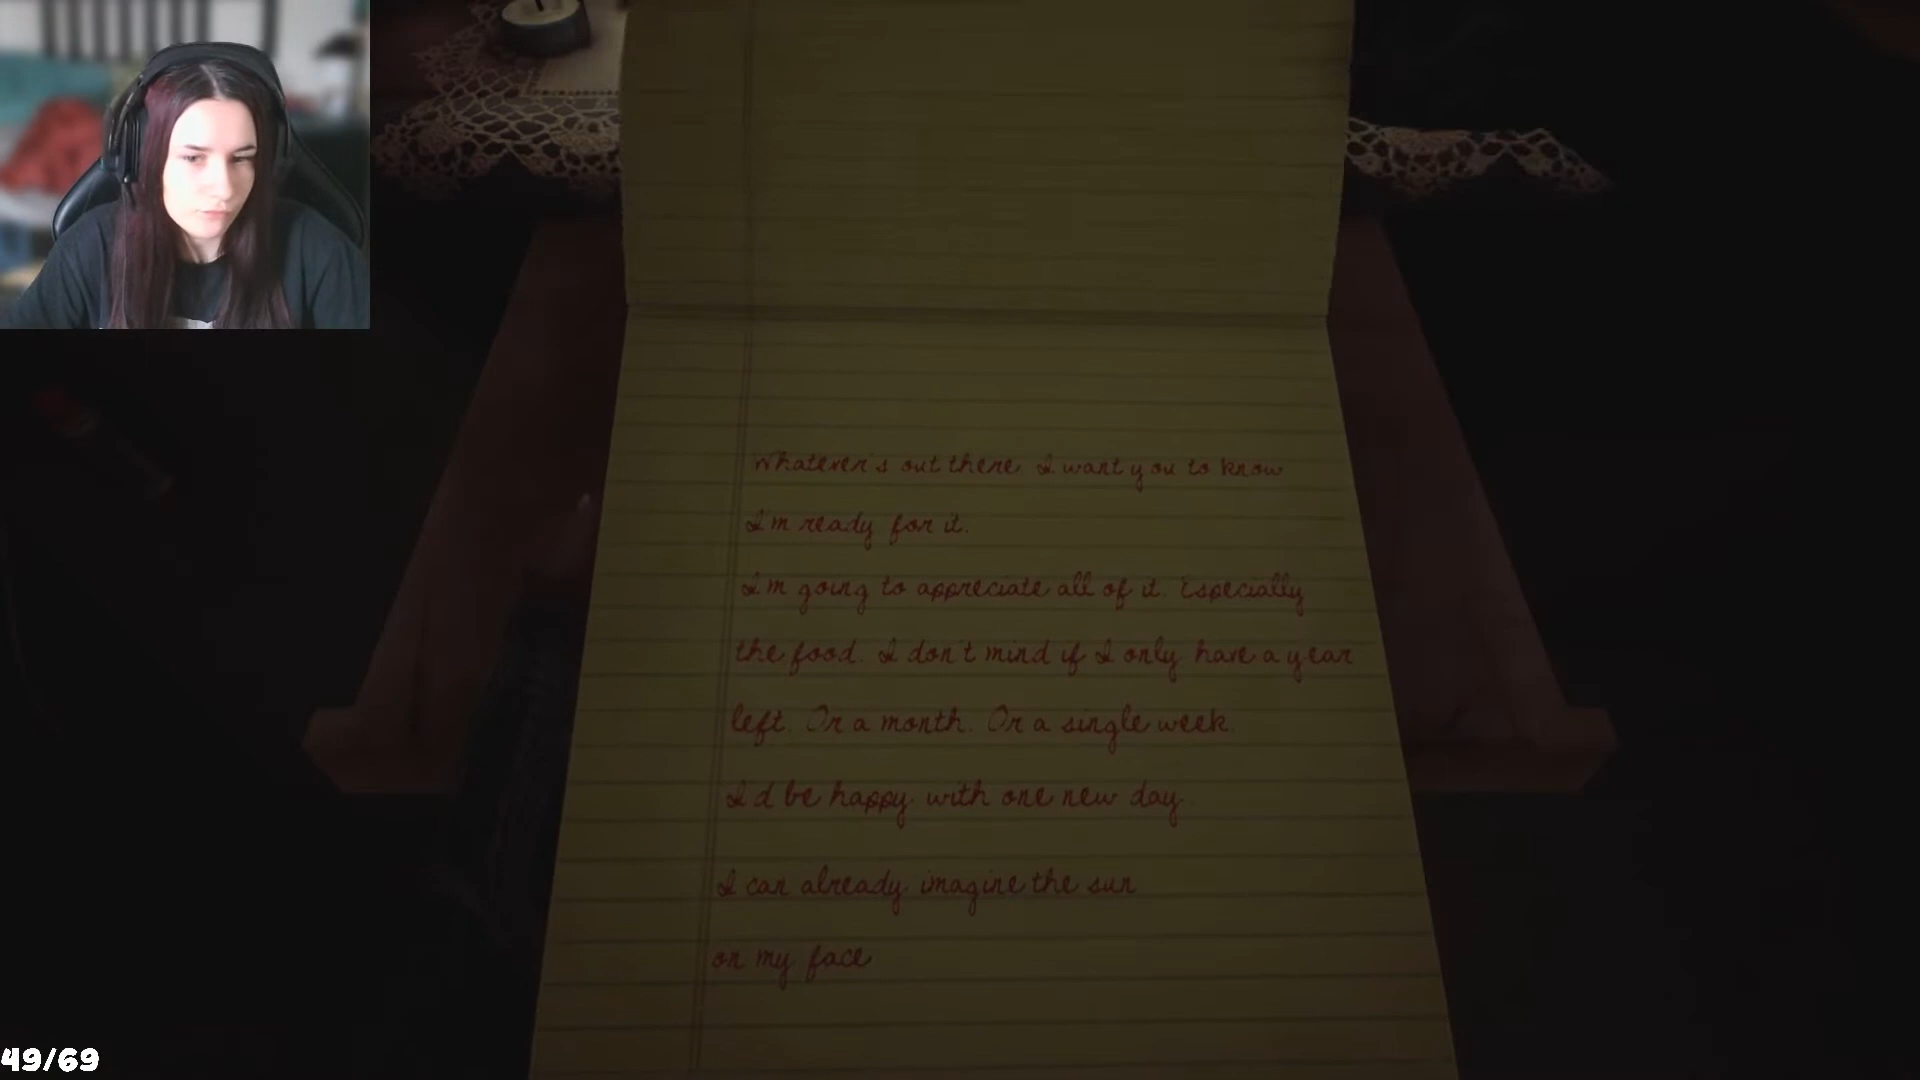 Whatever's out there, I want you to know
I'm ready for it.
I'm going to appreciate all of it. Especially
the food. I don't mind if I only have a year
left. Or a month. Or a single week.
I'd be happy with one new day.
I can already imagine the sun
on my face
49/69